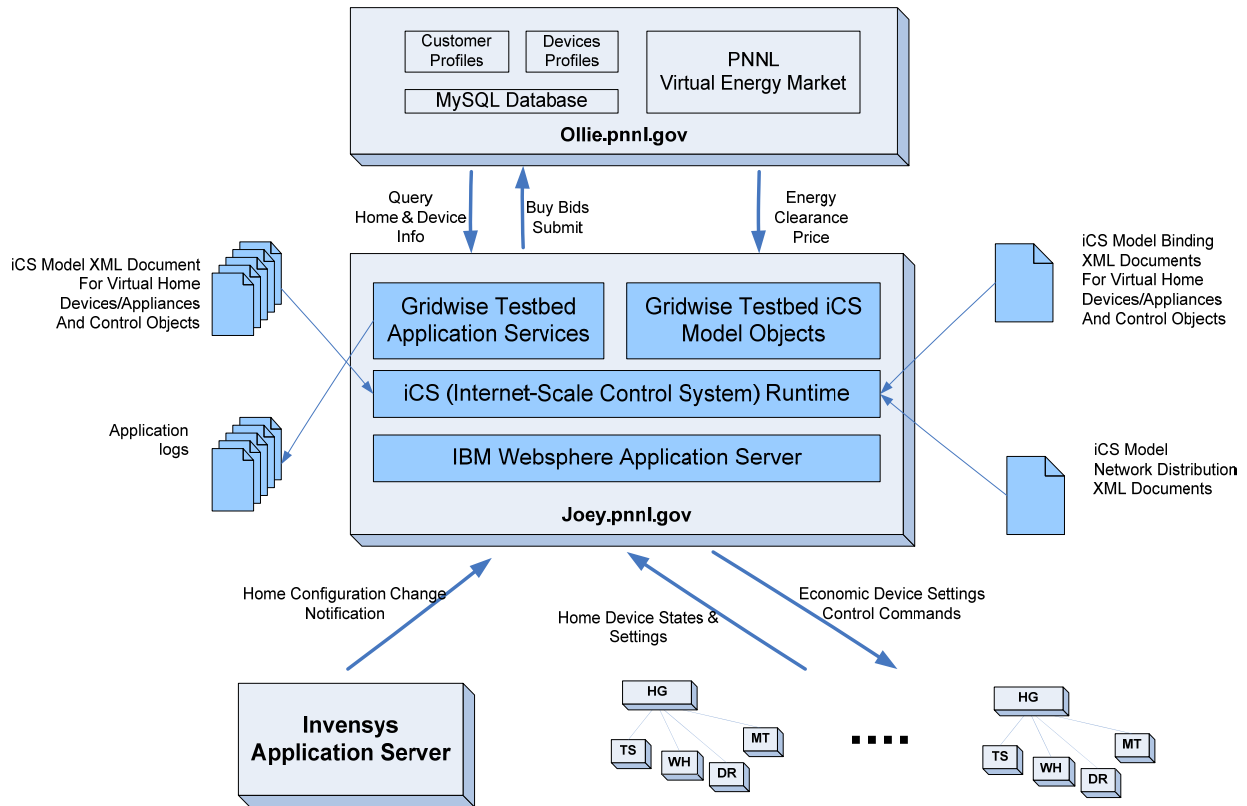 Customer
Profiles
Devices
Profiles
PNNL
Virtual Energy Market
MySQL Database
Ollie.pnnl.gov
Query
Home & Device
Info
Buy Bids
Submit
Energy
Clearance
Price
iCS Model XML Document
For Virtual Home
Devices/Appliances
And Control Objects
iCS Model Binding
XML Documents
For Virtual Home
Devices/Appliances
And Control Objects
Gridwise Testbed
Application Services
Gridwise Testbed iCS
Model Objects
iCS (Internet-Scale Control System) Runtime
Application
logs
IBM Websphere Application Server
iCS Model
Network Distribution
XML Documents
Joey.pnnl.gov
Home Configuration Change
Notification
Home Device States &
Settings
Economic Device Settings
Control Commands
Invensys
Application Server
HG
TS
WH
DR
MT
HG
TS
WH
DR
MT